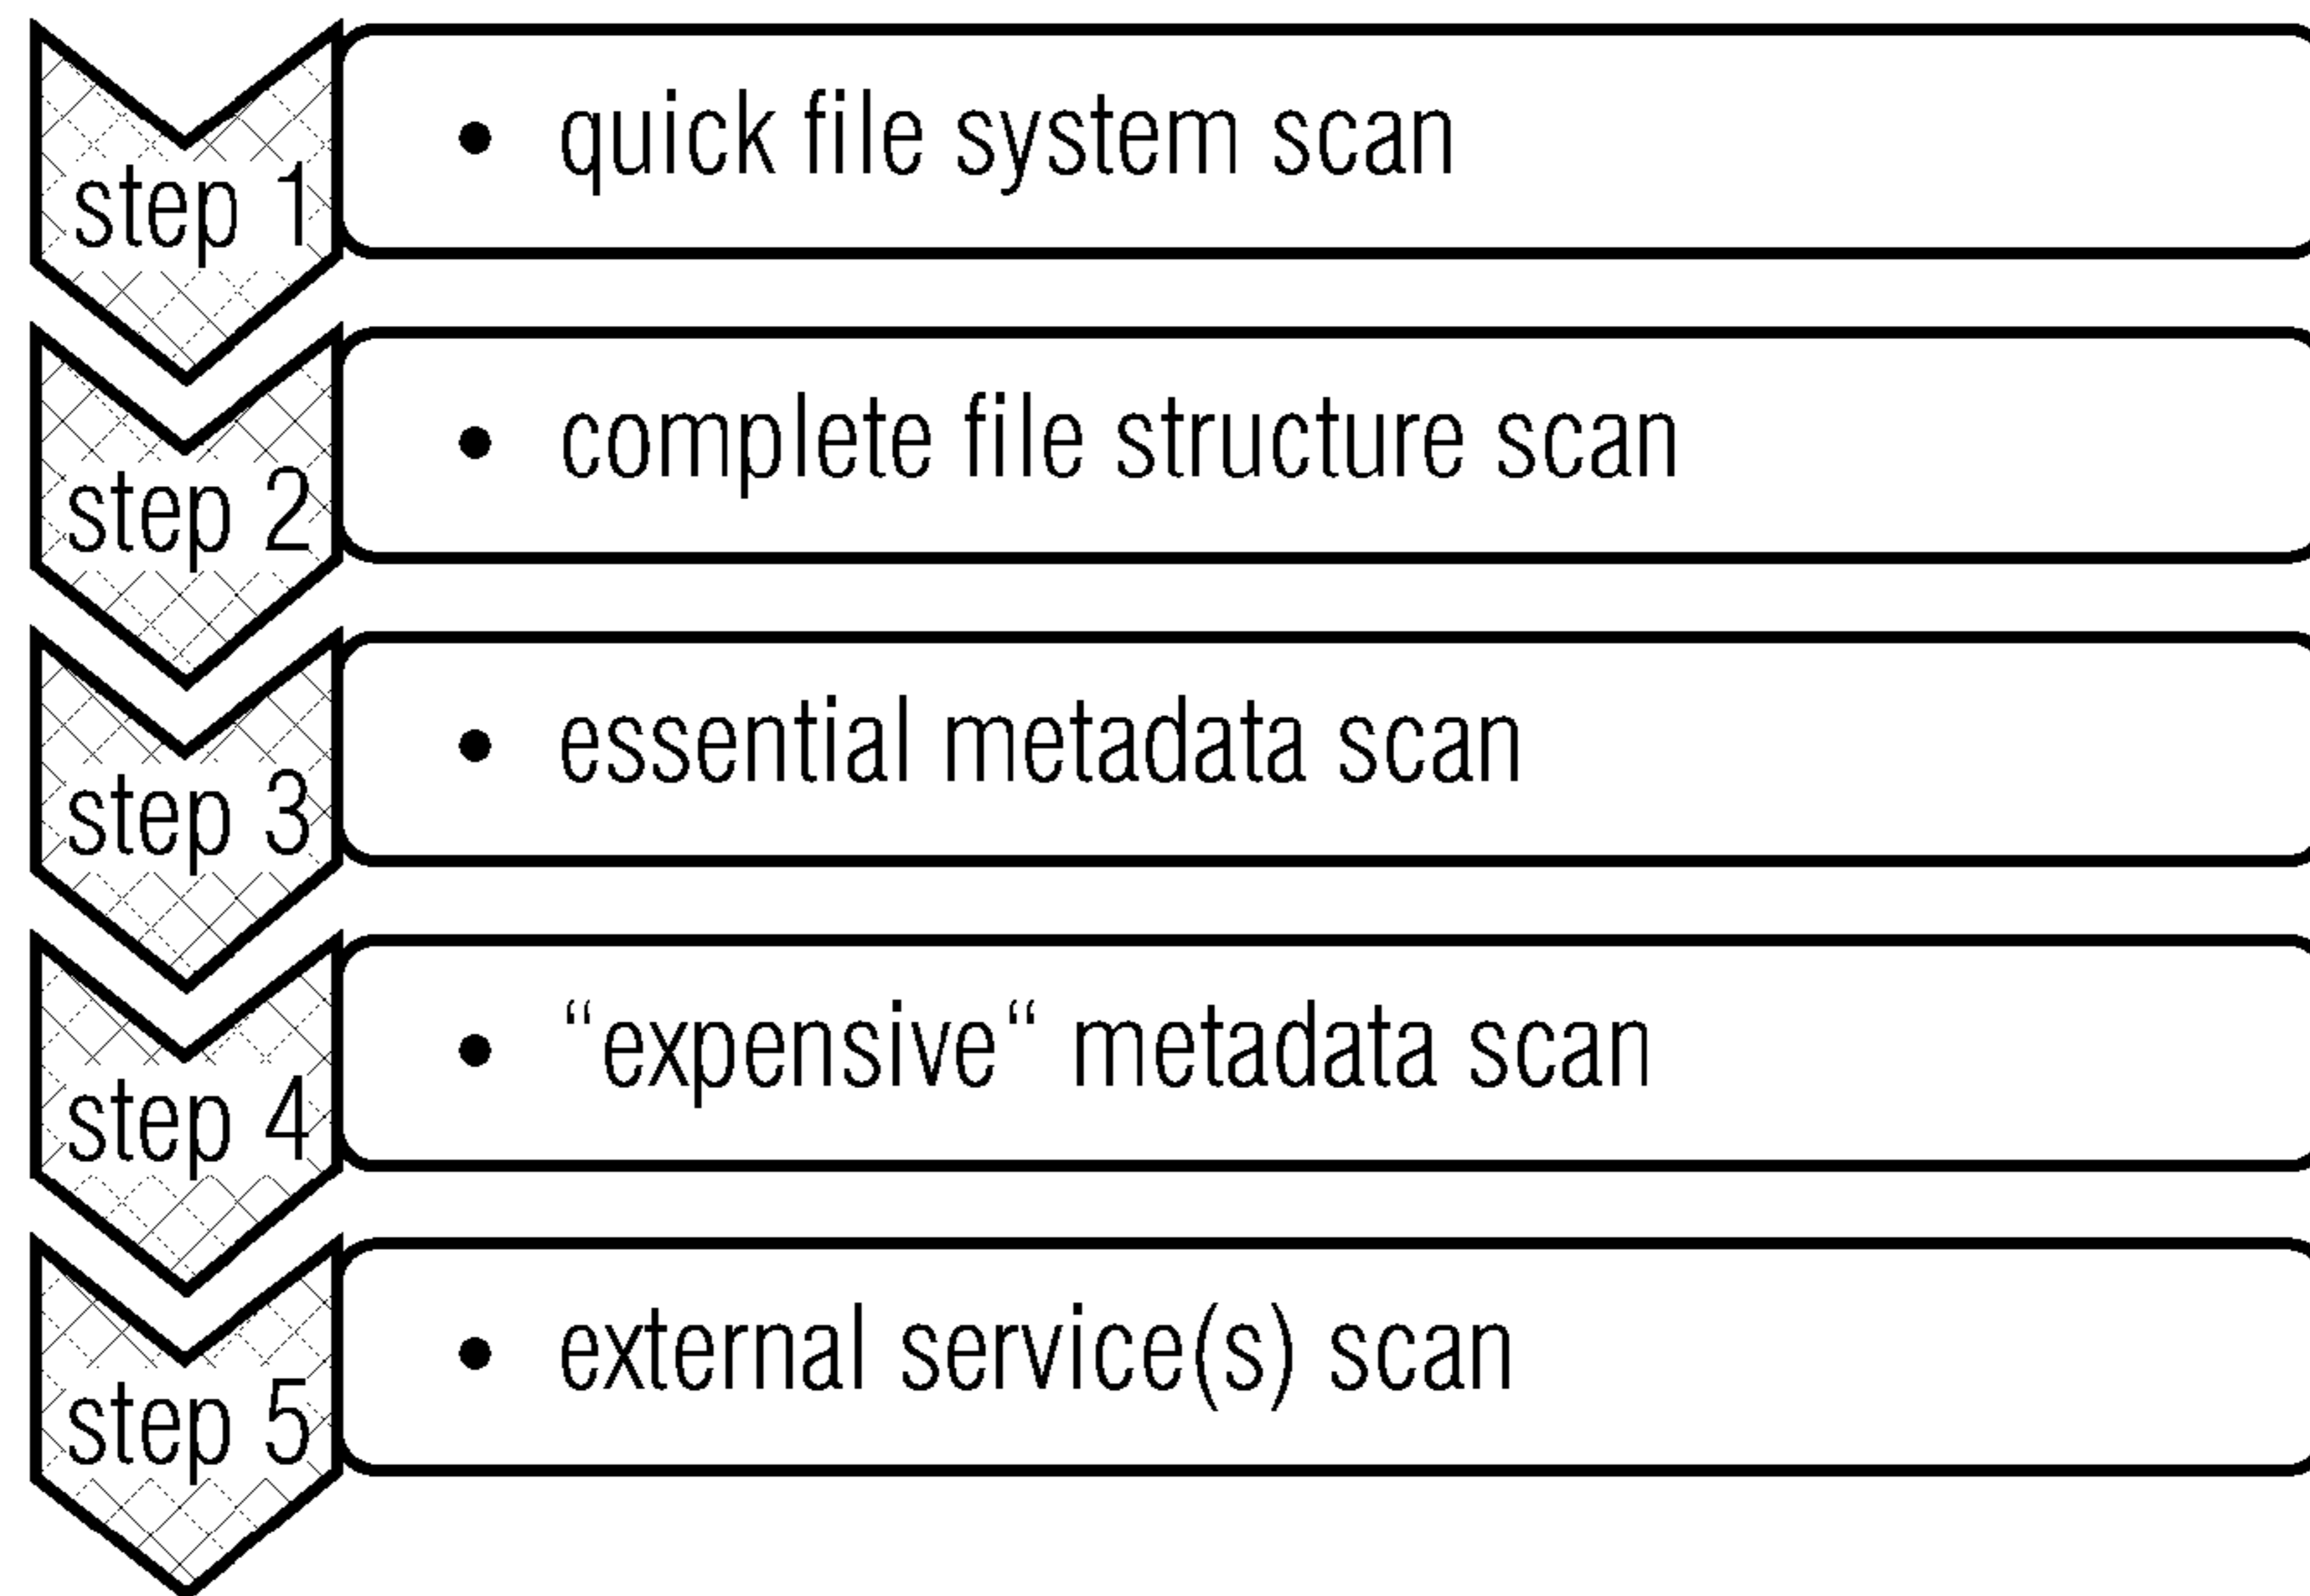 step 1
• quick file system scan
step 2
• complete file structure scan
step 3
• essential metadata scan
step 4
• “expensive“ metadata scan
step 5
• external service(s) scan